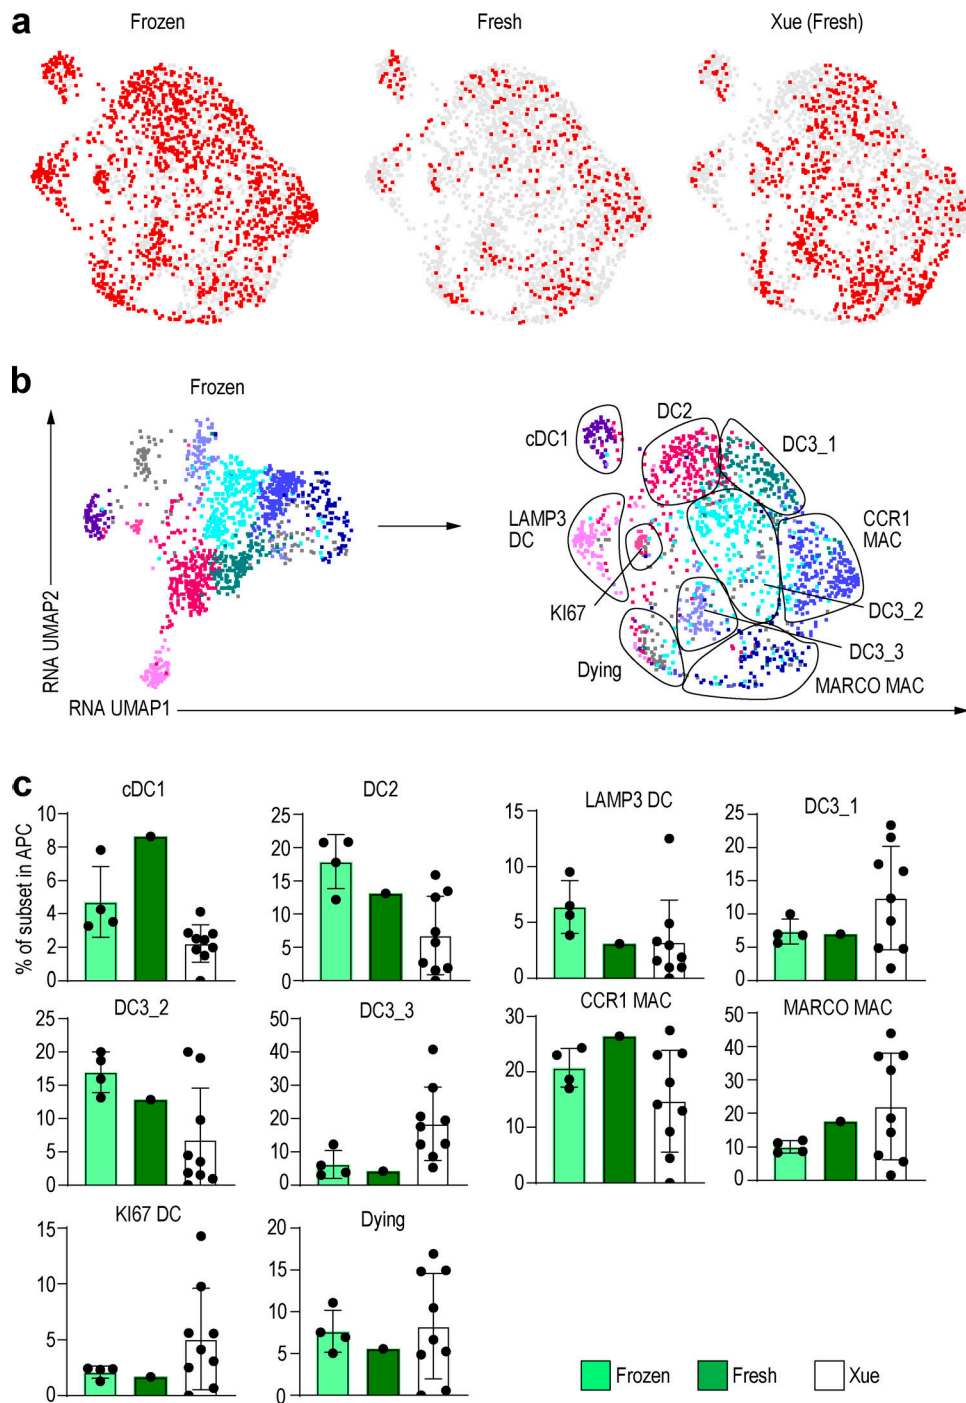 a
Frozen
Fresh
Xue (Fresh)
b
Frozen
RNA UMAP2
RNA UMAP1
cDC1
DC2
DC3_1
LAMP3
DC
CCR1
MAC
KI67
DC3_2
Dying
DC3_3
MARCO MAC
c
% of subset in APC
cDC1
10
8
6
4
2
0
DC2
25
20
15
10
5
0
LAMP3 DC
15
10
5
0
DC3_1
25
20
15
10
5
0
DC3_2
25
20
15
10
5
0
DC3_3
60
40
20
0
CCR1 MAC
30
20
10
0
MARCO MAC
50
40
30
20
10
0
KI67 DC
15
10
5
0
Dying
20
15
10
5
0
Frozen
Fresh
Xue